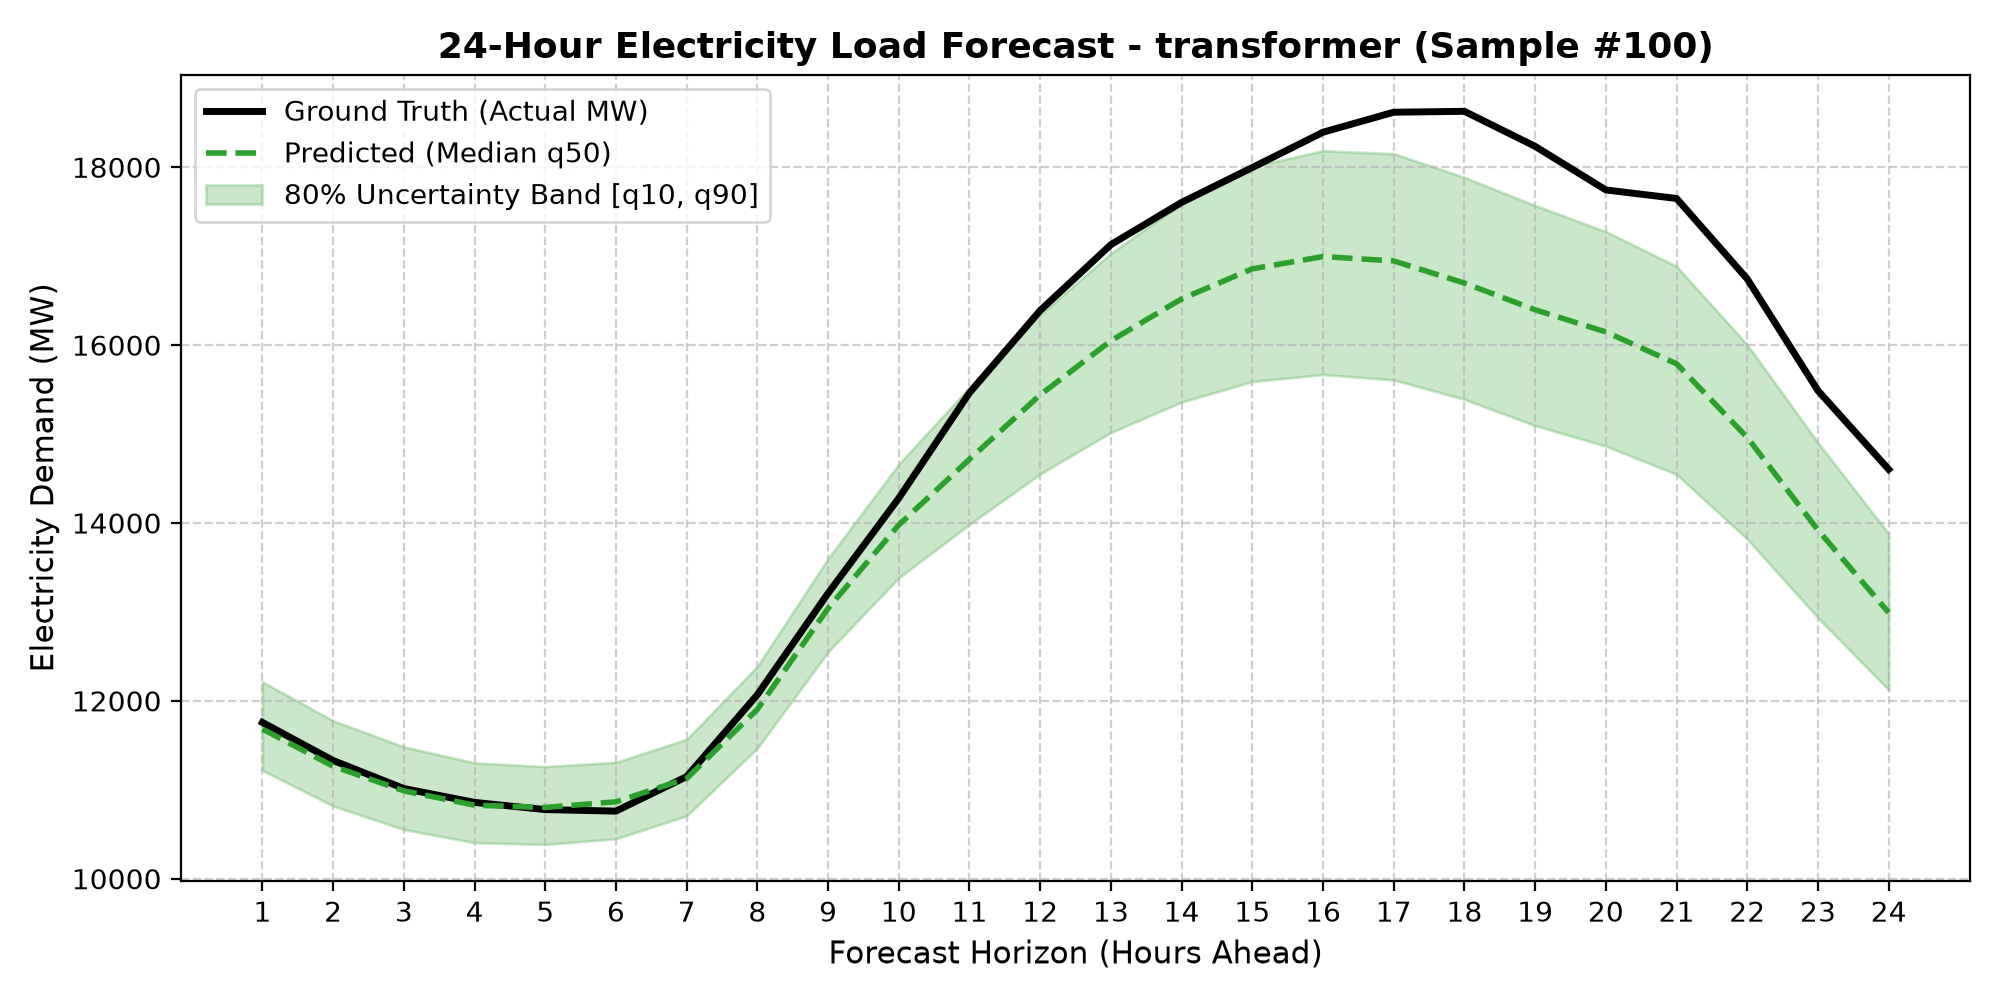 24-Hour Electricity Load Forecast - transformer (Sample #100)
Ground Truth (Actual MW)
Predicted (Median q50)
80% Uncertainty Band [q10, q90]
Electricity Demand (MW)
18000
16000
14000
12000
10000
1 2 3 4 5 6 7 8 9 10 11 12 13 14 15 16 17 18 19 20 21 22 23 24
Forecast Horizon (Hours Ahead)